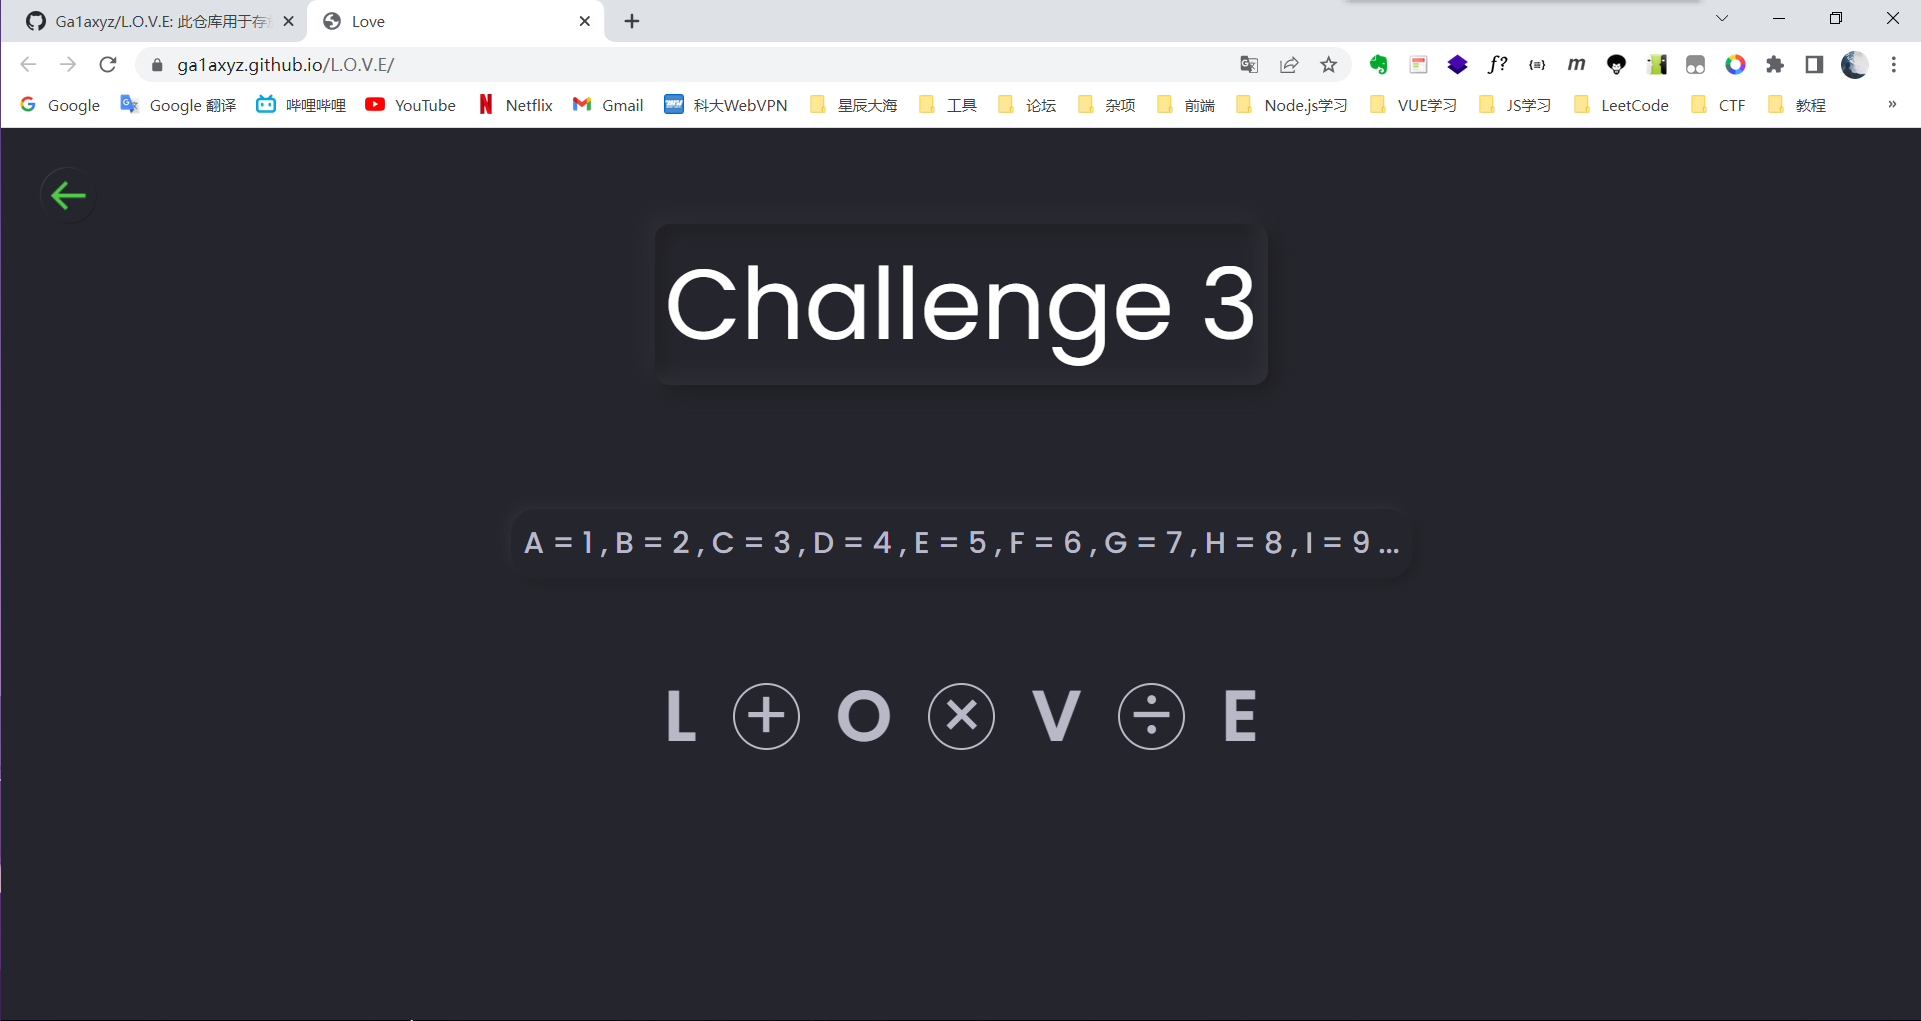 Ga1axyz/L.O.V.E: 此仓库用于存 Love
ga1axyz.github.io/L.O.V.E/
Google Google 翻译 哔哩哔哩 YouTube Netflix Gmail 科大WebVPN 星辰大海 工具 论坛 杂项 前端 Node.js学习 VUE学习 JS学习 LeetCode CTF 教程 »
Challenge 3
A = 1 , B = 2 , C = 3 , D = 4 , E = 5 , F = 6 , G = 7 , H = 8 , I = 9 ...
L + O × V ÷ E